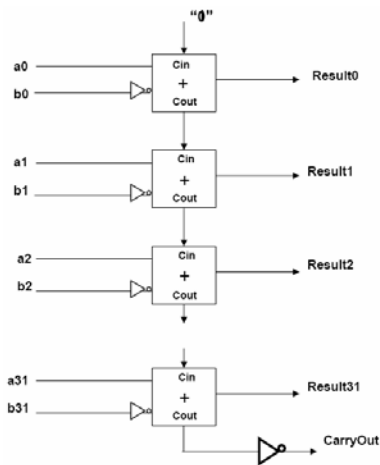 Cin
a0
+
Result0
b0
Cout
Cin
a1
+
Result1
b1
Cout
Cin
a2
+
Result2
b2
Cout
Cin
a31
+
Result31
b31
Cout
CarryOut